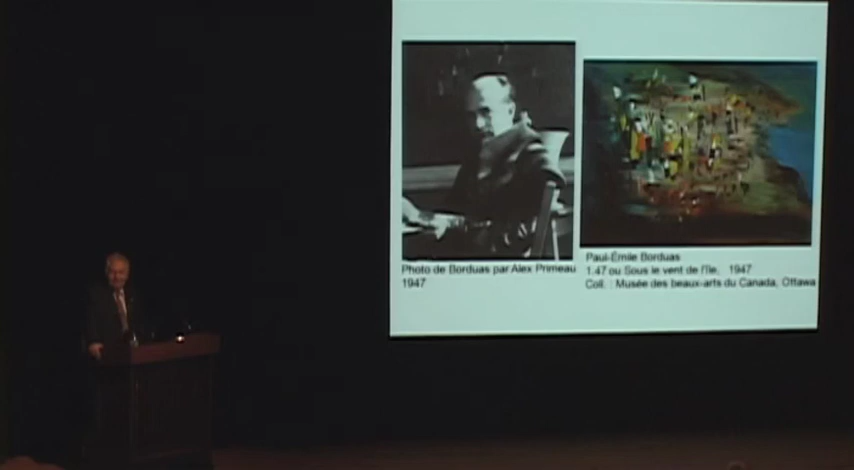 Photo de Borduas par Alex Primeau
1947
Paul-Émile Borduas
1.47 ou Sous le vent de l'île, 1947
Coll. : Musée des beaux-arts du Canada, Ottawa